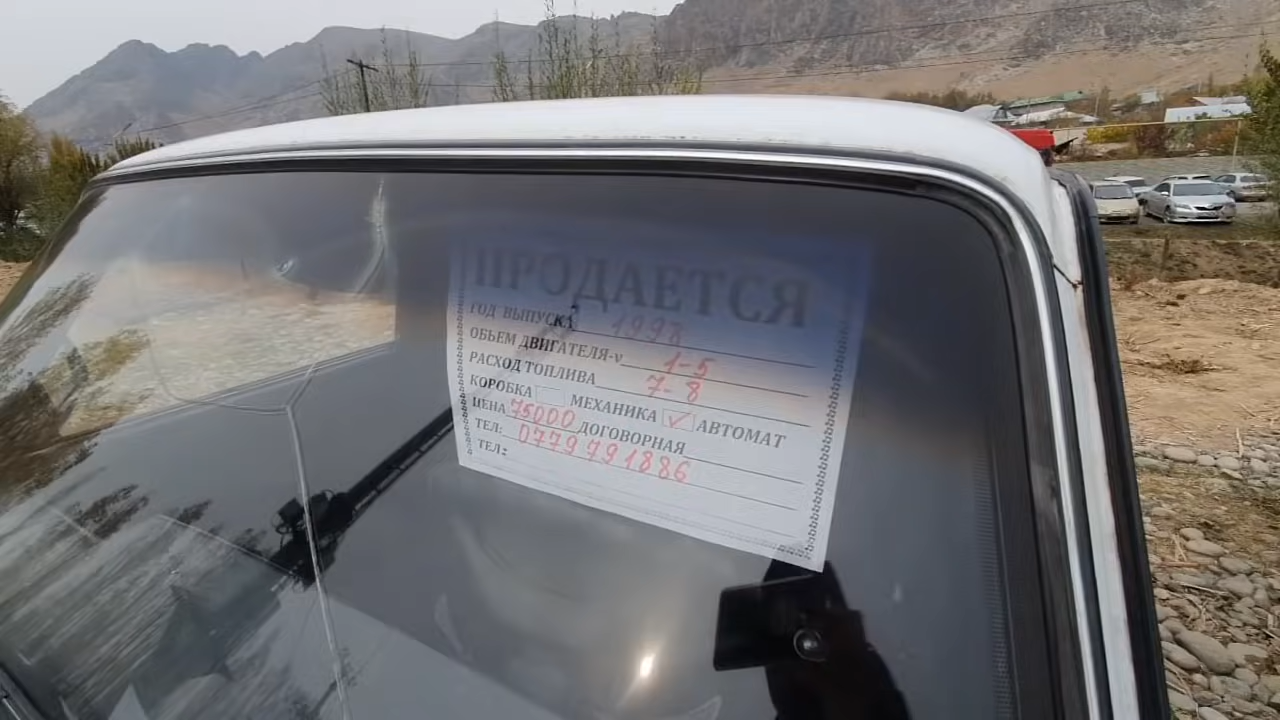 ПРОДАЕТСЯ
ГОД ВЫПУСКА 1998
ОБЬЕМ ДВИГАТЕЛЯ-v 1-5
РАСХОД ТОПЛИВА 7-8
КОРОБКА МЕХАНИКА ✓ АВТОМАТ
ЦЕНА 75000 ДОГОВОРНАЯ
ТЕЛ: 0779791886
ТЕЛ: